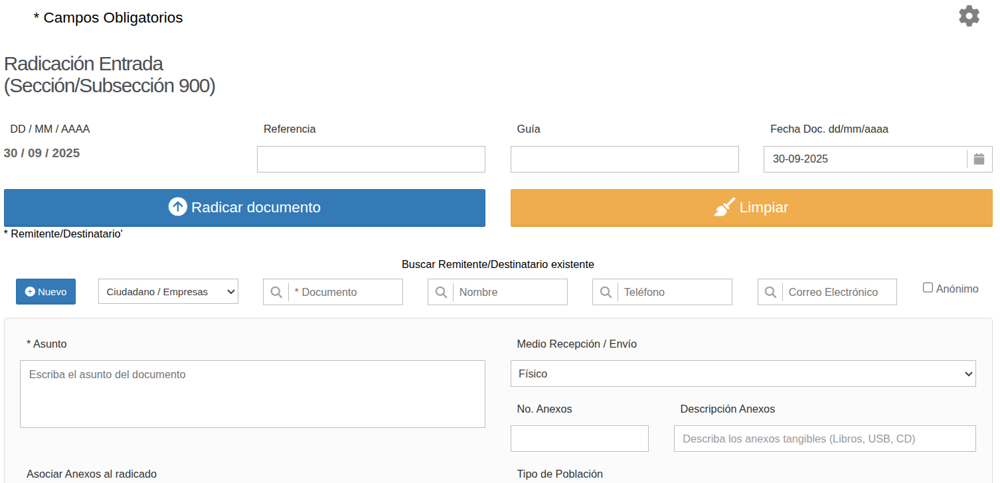 * Campos Obligatorios
Radicación Entrada
(Sección/Subsección 900)
DD / MM / AAAA
Referencia
Guía
Fecha Doc. dd/mm/aaaa
30 / 09 / 2025
30-09-2025
Radicar documento
Limpiar
* Remitente/Destinatario'
Buscar Remitente/Destinatario existente
Nuevo
Ciudadano / Empresas
* Documento
Nombre
Teléfono
Correo Electrónico
Anónimo
* Asunto
Medio Recepción / Envío
Escriba el asunto del documento
Físico
No. Anexos
Descripción Anexos
Describa los anexos tangibles (Libros, USB, CD)
Asociar Anexos al radicado
Tipo de Población